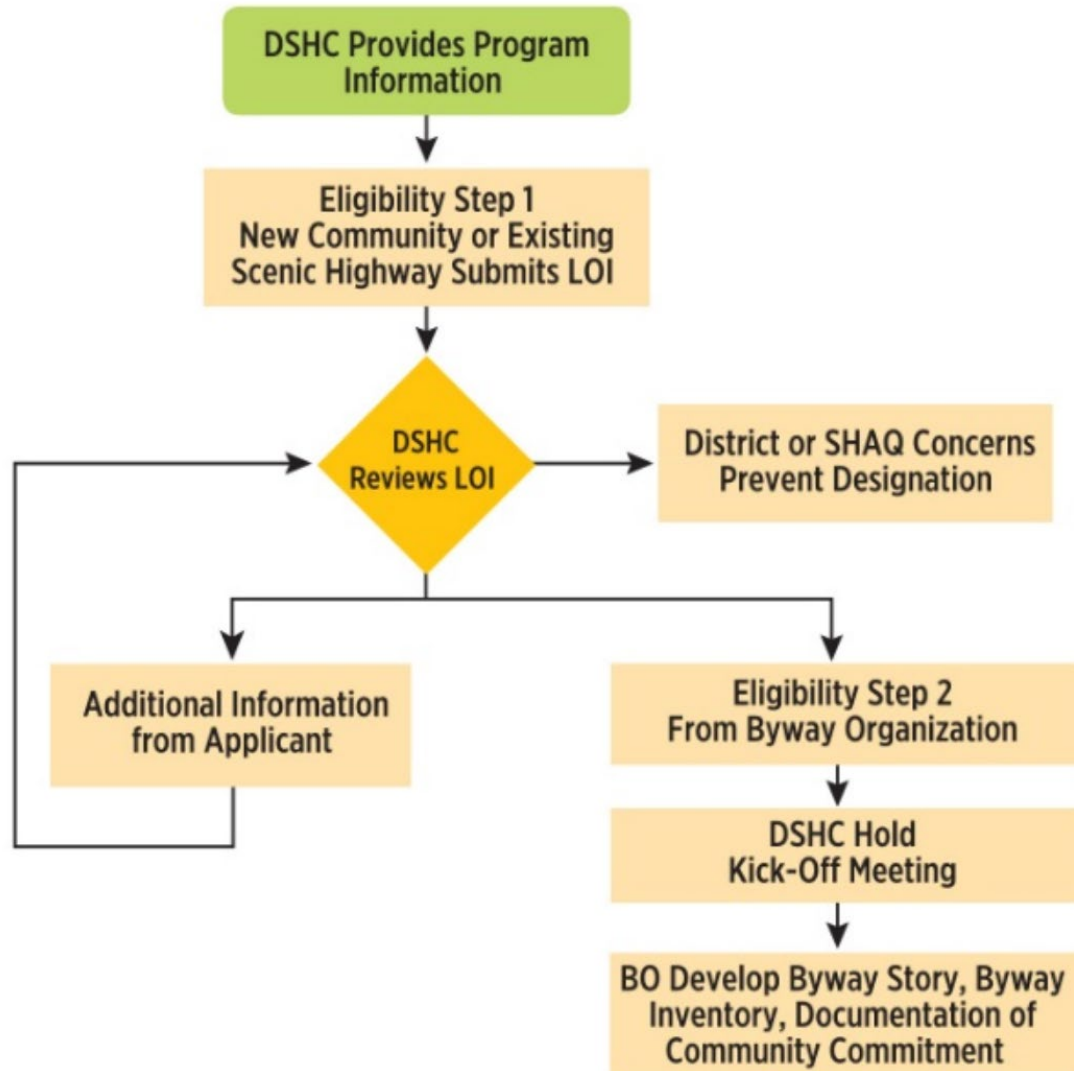 DSHC Provides Program
Information
Eligibility Step 1
New Community or Existing
Scenic Highway Submits LOI
DSHC
Reviews LOI
District or SHAQ Concerns
Prevent Designation
Additional Information
from Applicant
Eligibility Step 2
From Byway Organization
DSHC Hold
Kick-Off Meeting
BO Develop Byway Story, Byway
Inventory, Documentation of
Community Commitment